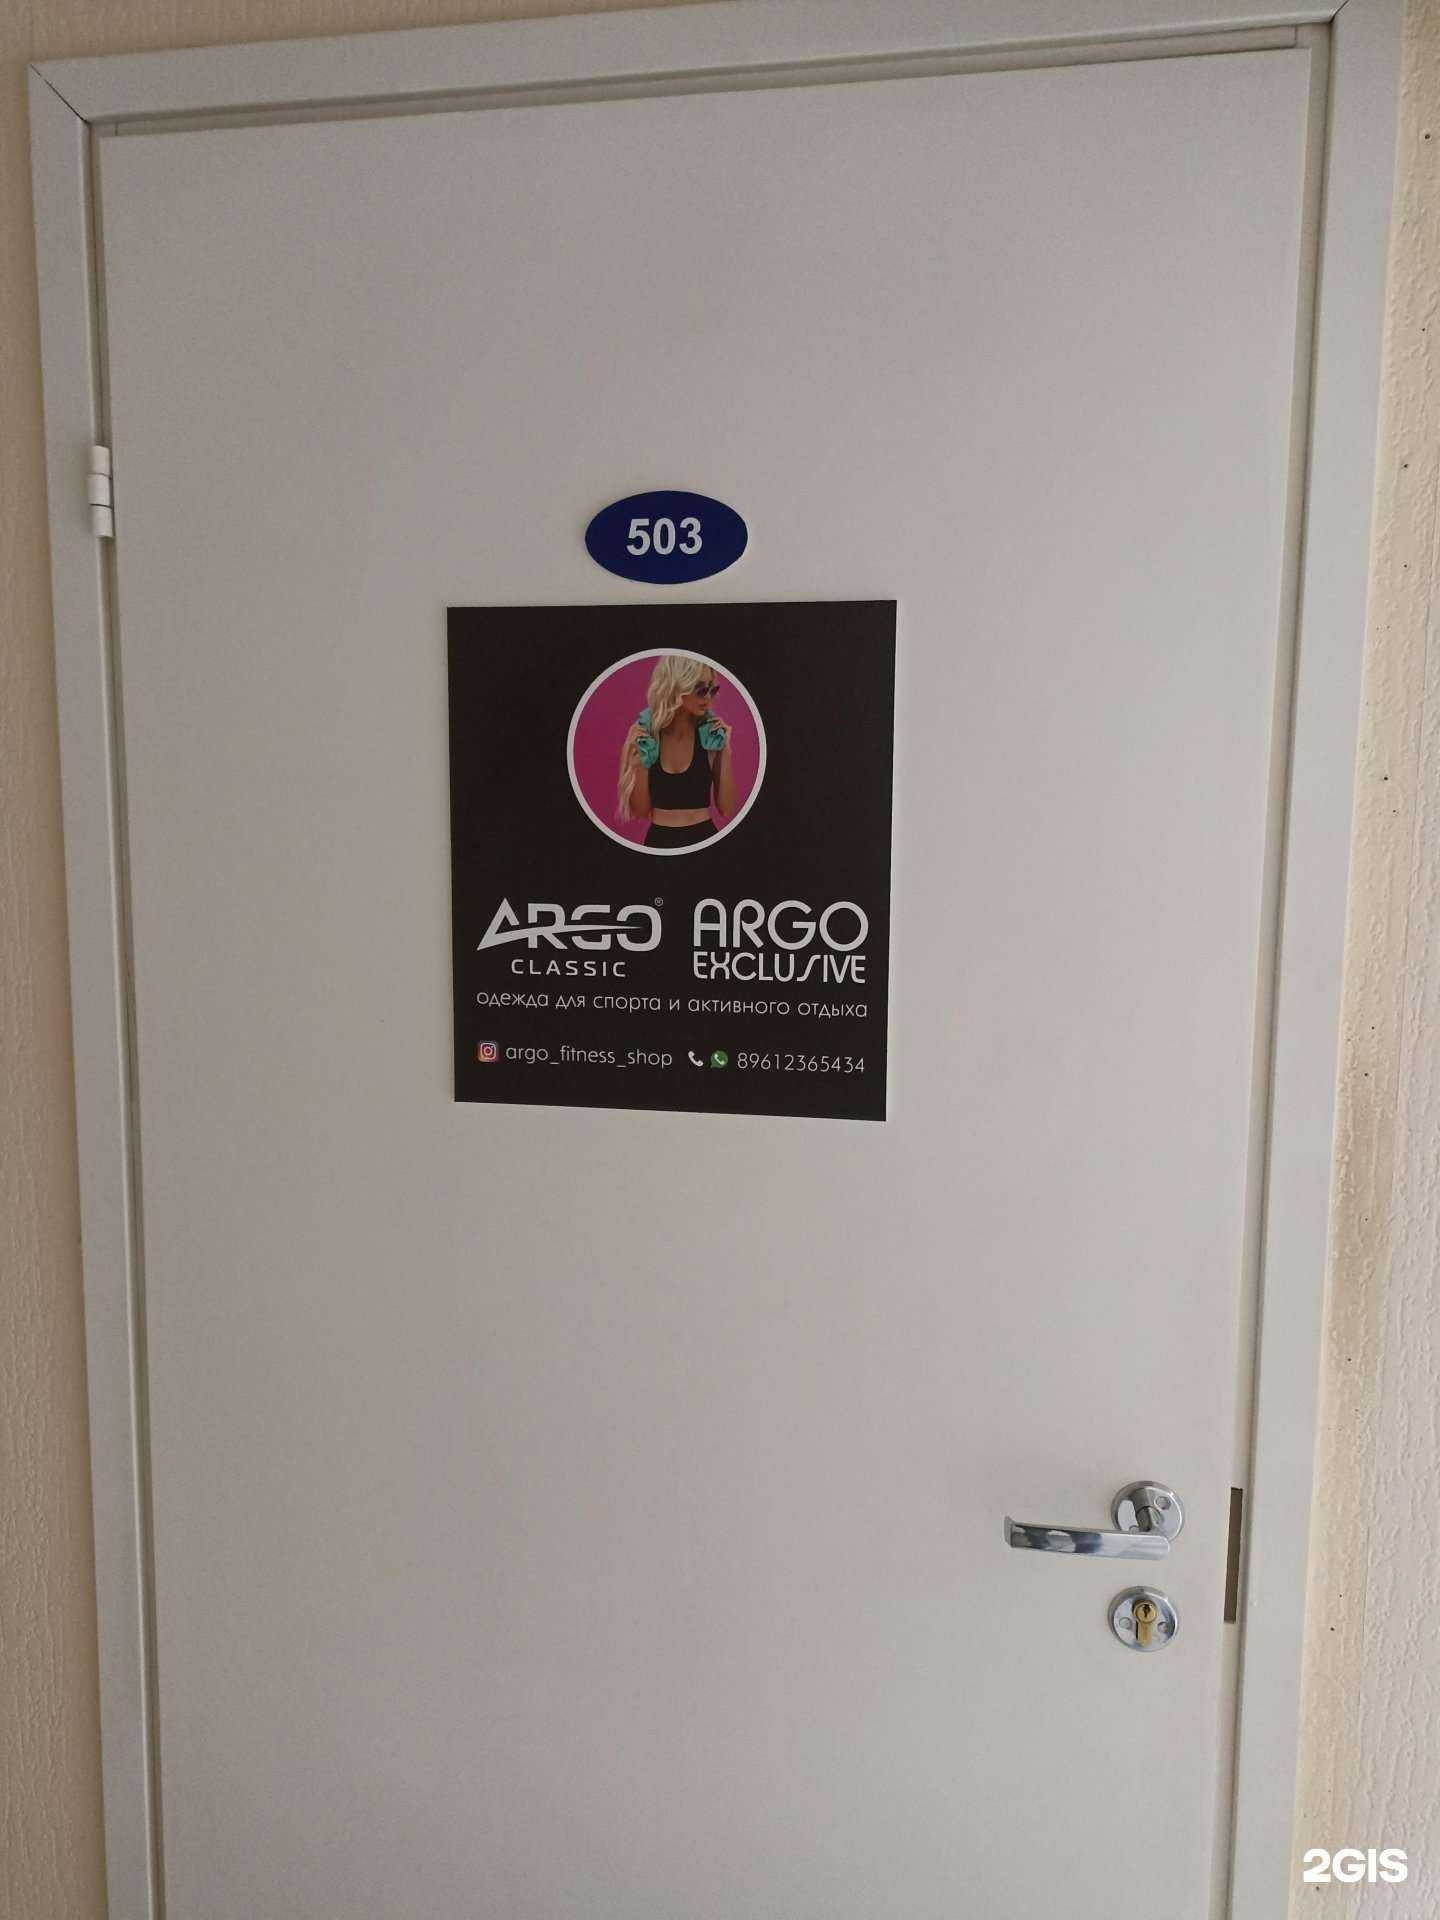 503
ARGO® ARGO
CLASSIC EXCLUSIVE
одежда для спорта и активного отдыха
argo_fitness_shop 89612365434
2GIS